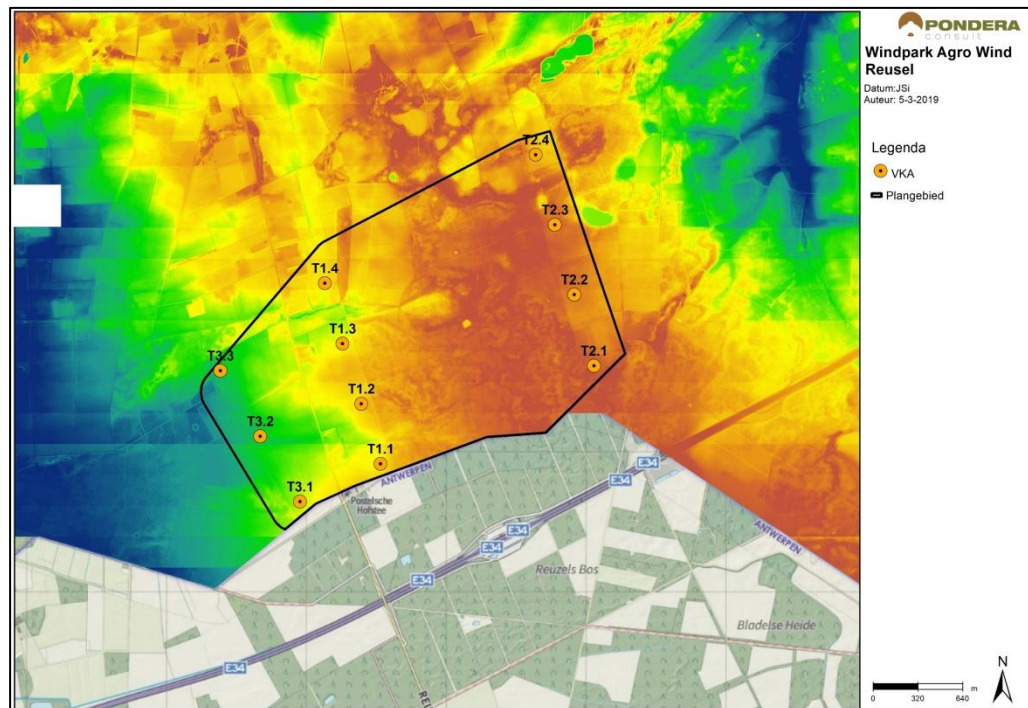 PONDERA
consult
Windpark Agro Wind
Reusel
Datum:JSi
Auteur: 5-3-2019
Legenda
VKA
Plangebied
T2.4
T2.3
T1.4
T2.2
T1.3
T3.3
T2.1
T1.2
T3.2
T1.1
ANTWERPEN
E34
T3.1
Postelsche
Hofstee
E34
ANTWERPEN
E34
E34
Reuzels Bos
E34
Bladelse Heide
E34
N
0 320 640 m